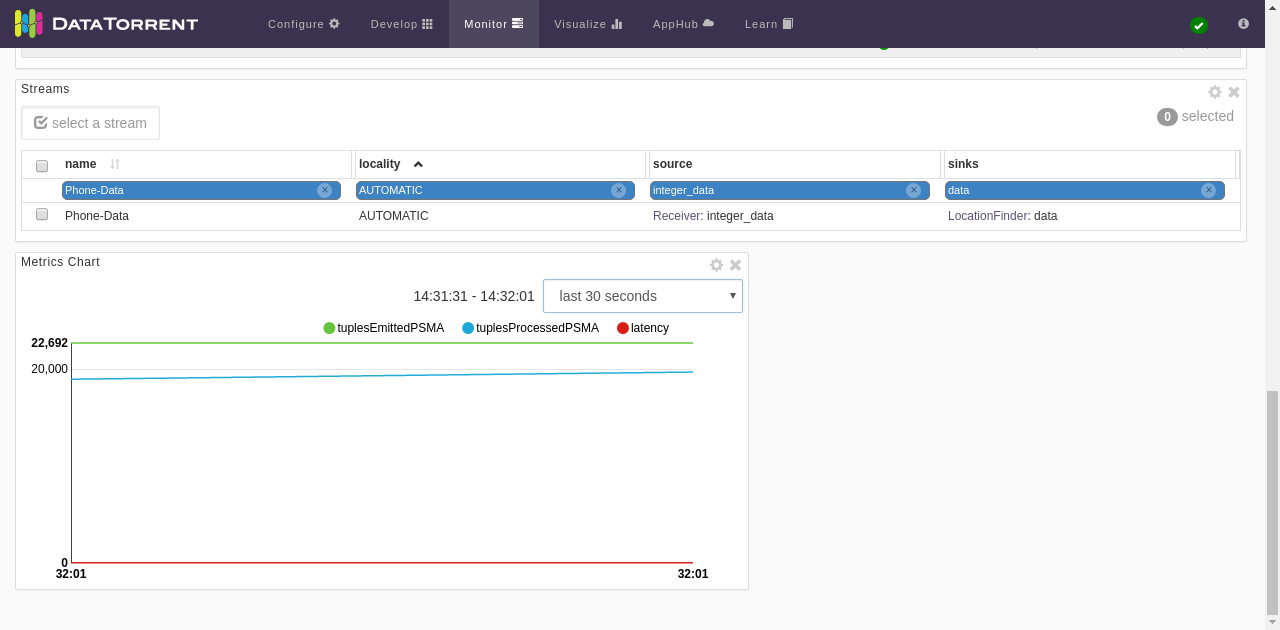 DATATORRENT Configure Develop Monitor Visualize AppHub Learn
Streams
select a stream
0 selected
name locality source sinks
Phone-Data × AUTOMATIC × integer_data × data ×
Phone-Data AUTOMATIC Receiver: integer_data LocationFinder: data
Metrics Chart
14:31:31 - 14:32:01 last 30 seconds
tuplesEmittedPSMA tuplesProcessedPSMA latency
22,692
20,000
0
32:01 32:01